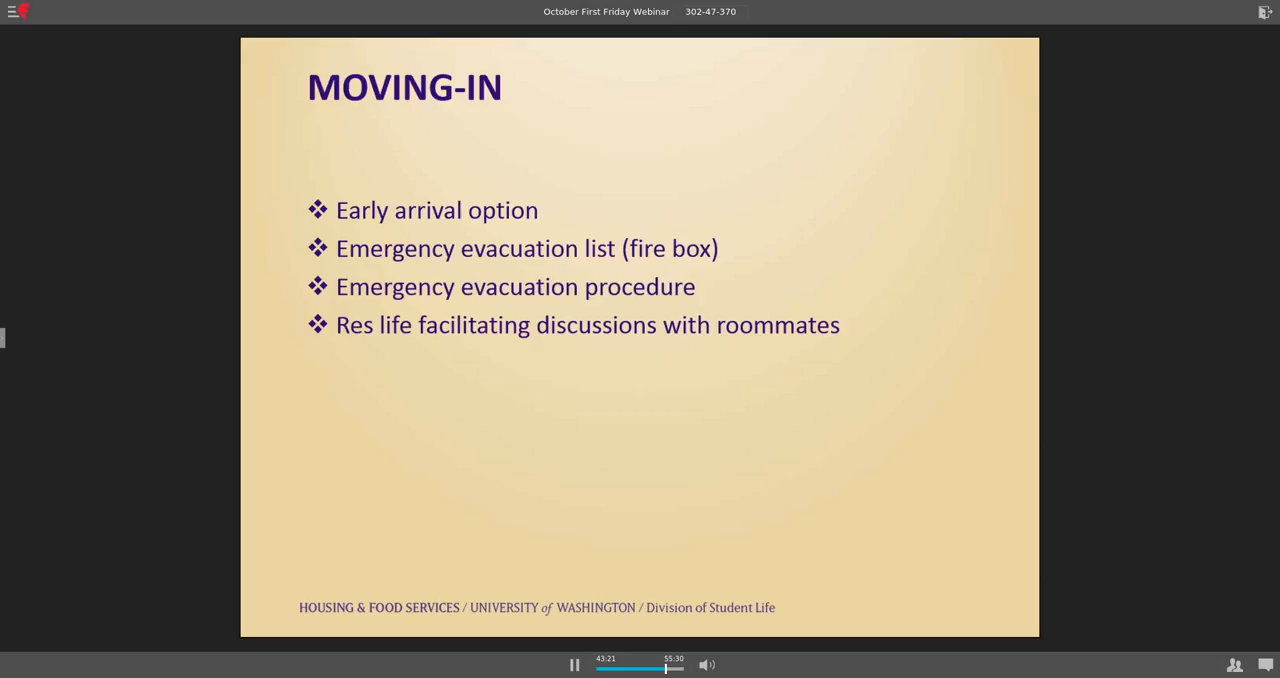 October First Friday Webinar 302-47-370
MOVING-IN
Early arrival option
Emergency evacuation list (fire box)
Emergency evacuation procedure
Res life facilitating discussions with roommates
HOUSING & FOOD SERVICES / UNIVERSITY of WASHINGTON / Division of Student Life
43:21 55:30